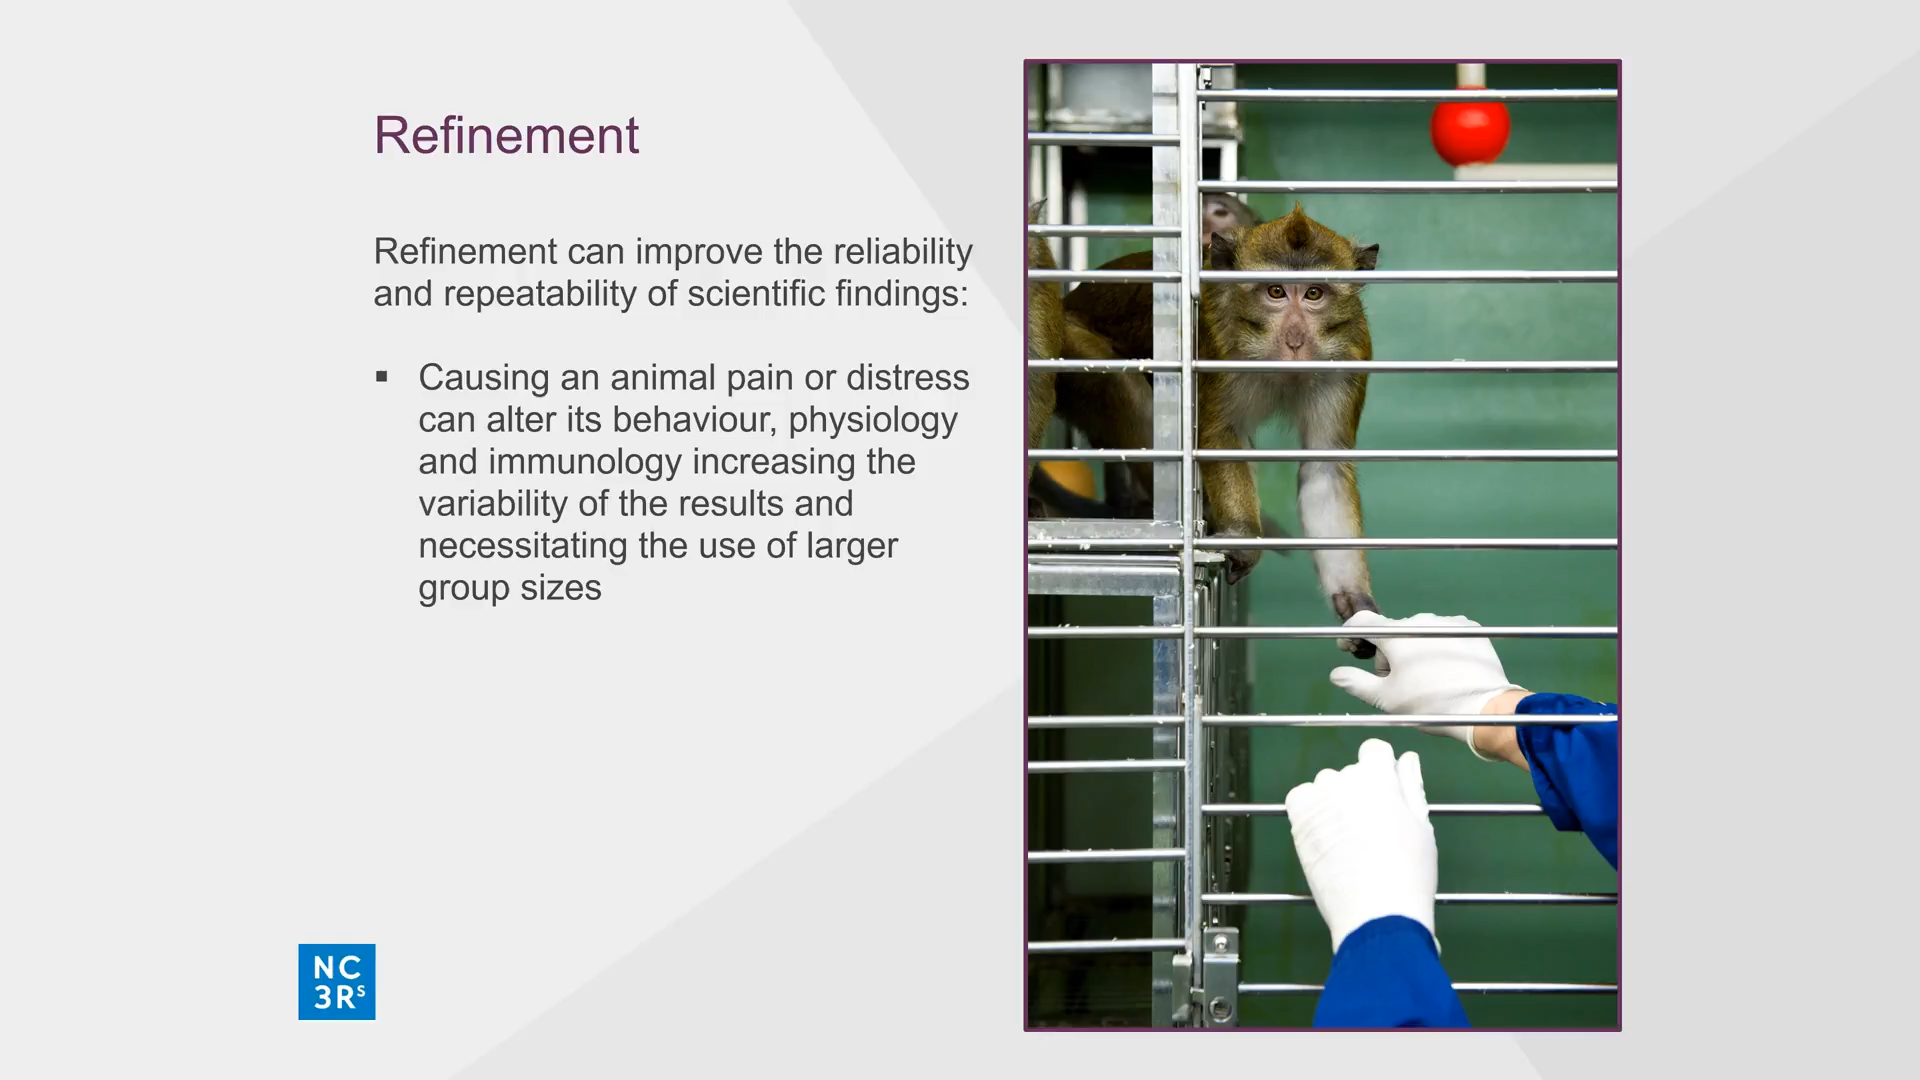 Refinement
Refinement can improve the reliability
and repeatability of scientific findings:
▪ Causing an animal pain or distress
can alter its behaviour, physiology
and immunology increasing the
variability of the results and
necessitating the use of larger
group sizes
NC
3Rs